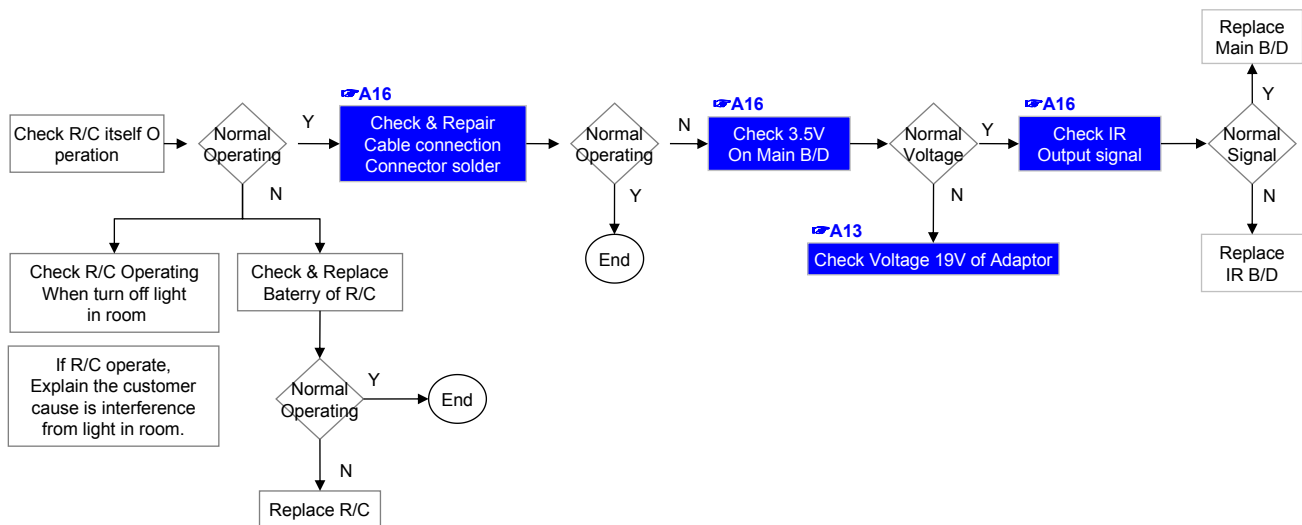 Check R/C itself O
peration
Normal
Operating
Y
N
☞A16
Check & Repair
Cable connection
Connector solder
Normal
Operating
N
Y
End
☞A16
Check 3.5V
On Main B/D
Normal
Voltage
Y
N
☞A13
Check Voltage 19V of Adaptor
☞A16
Check IR
Output signal
Normal
Signal
Y
Replace
Main B/D
N
Replace
IR B/D
Check R/C Operating
When turn off light
in room
If R/C operate,
Explain the customer
cause is interference
from light in room.
Check & Replace
Baterry of R/C
Normal
Operating
Y
End
N
Replace R/C